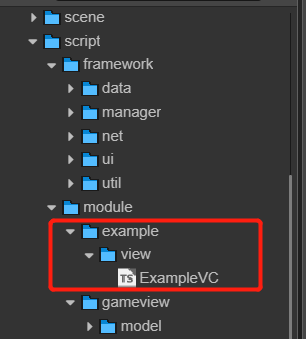 scene
script
framework
data
manager
net
ui
util
module
example
view
TS ExampleVC
gameview
model